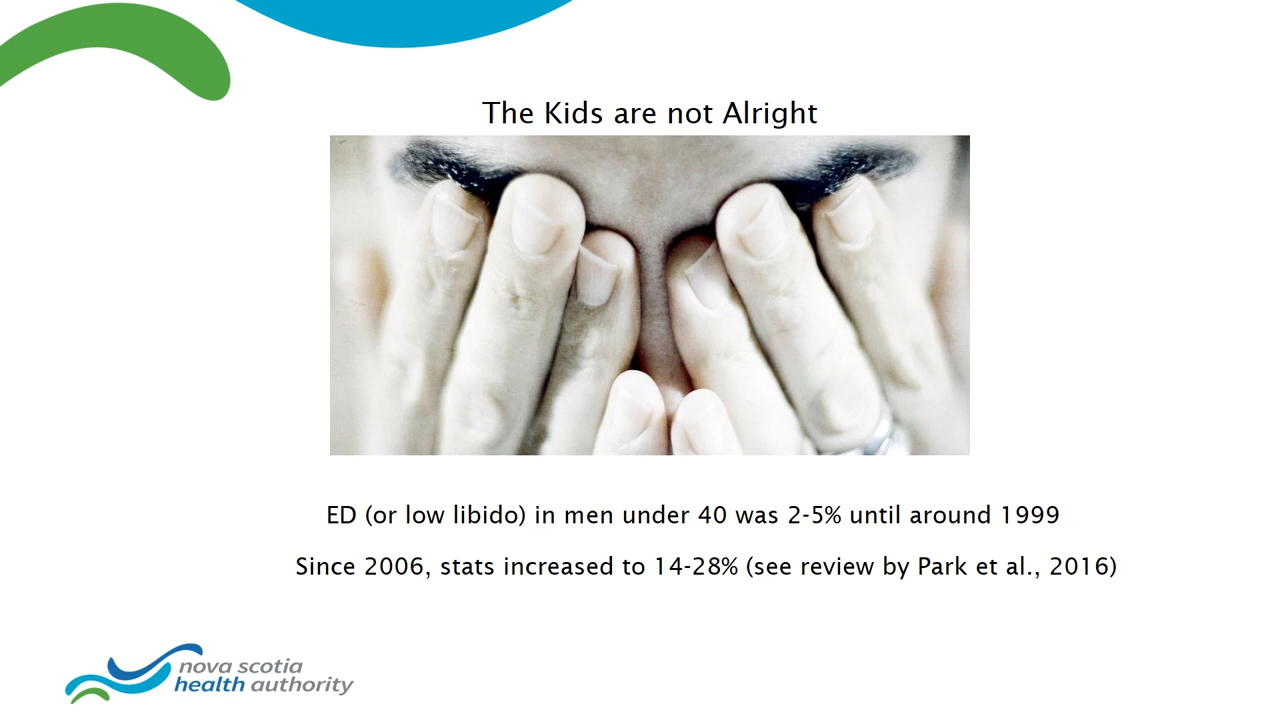 The Kids are not Alright
ED (or low libido) in men under 40 was 2-5% until around 1999
Since 2006, stats increased to 14-28% (see review by Park et al., 2016)
nova scotia
health authority